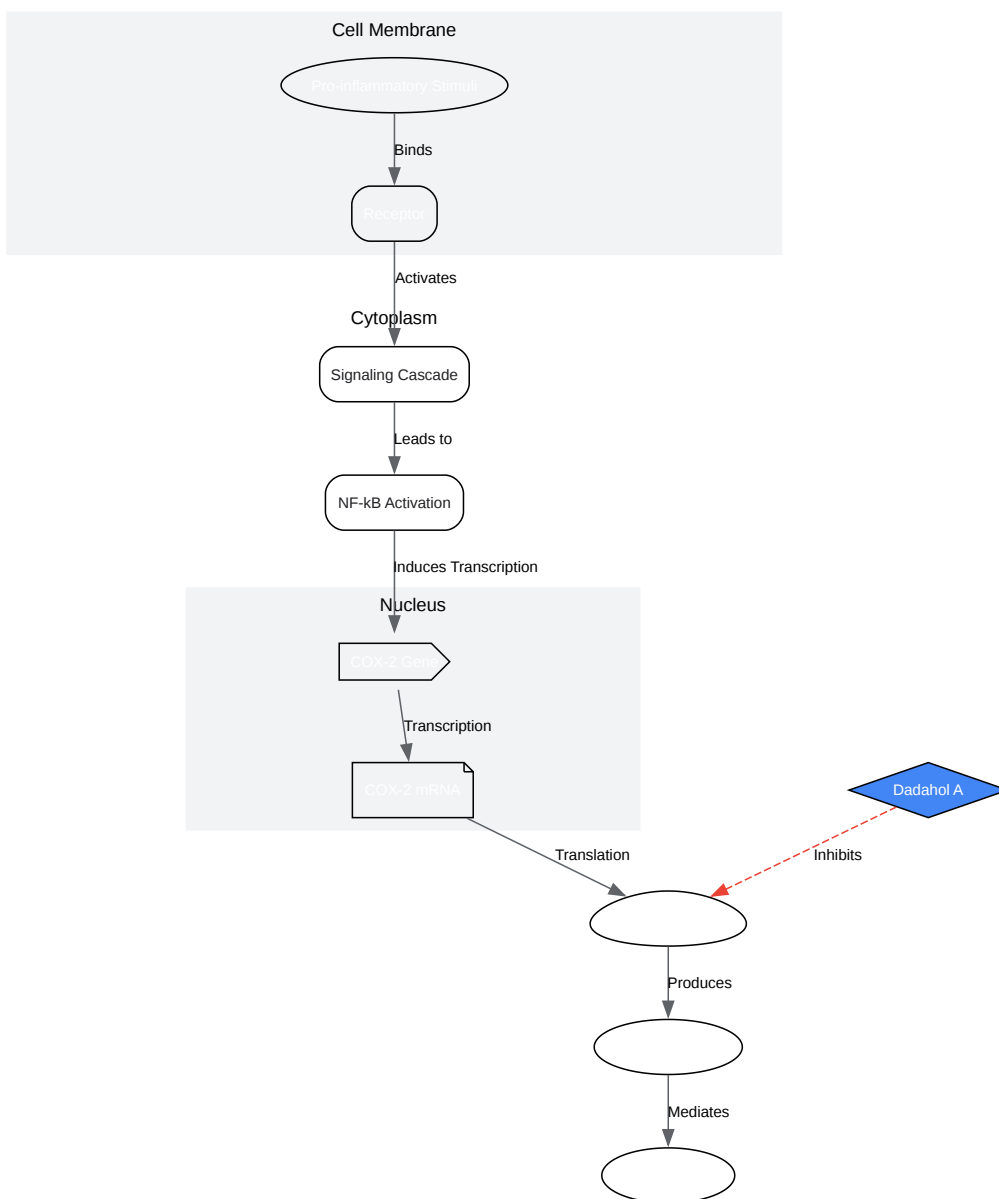 Cell Membrane
Pro-inflammatory Stimuli
Binds
Receptor
Activates
Cytoplasm
Signaling Cascade
Leads to
NF-kB Activation
Induces Transcription
Nucleus
COX-2 Gene
Transcription
COX-2 mRNA
Dadahol A
Translation
Inhibits
Produces
Mediates